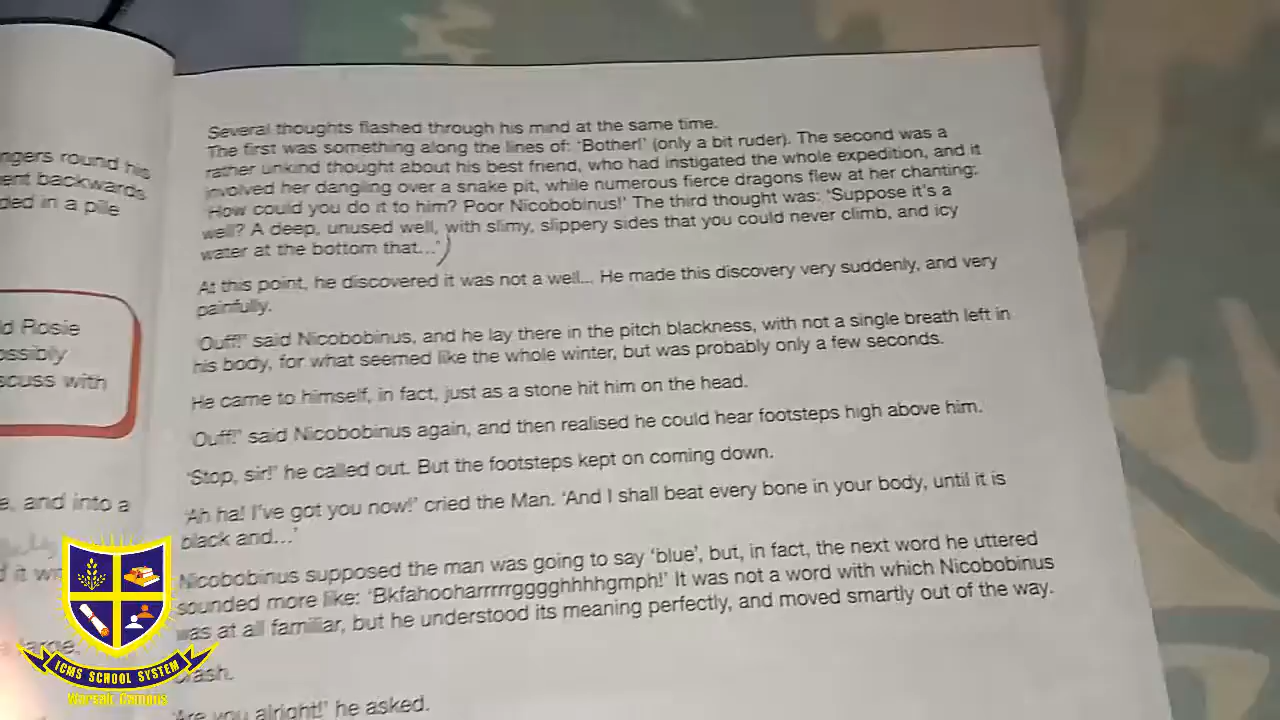 ngers round his
ent backwards
ded in a pile
d Rosie
ossibly
scuss with
e, and into a
d it w
large,
Several thoughts flashed through his mind at the same time.
The first was something along the lines of: 'Bother!' (only a bit ruder). The second was a
rather unkind thought about his best friend, who had instigated the whole expedition, and it
involved her dangling over a snake pit, while numerous fierce dragons flew at her chanting:
'How could you do it to him? Poor Nicobobinus!' The third thought was: 'Suppose it's a
well? A deep, unused well, with slimy, slippery sides that you could never climb, and icy
water at the bottom that...')
At this point, he discovered it was not a well... He made this discovery very suddenly, and very
painfully.
'Ouff!' said Nicobobinus, and he lay there in the pitch blackness, with not a single breath left in
his body, for what seemed like the whole winter, but was probably only a few seconds.
He came to himself, in fact, just as a stone hit him on the head.
'Ouff!' said Nicobobinus again, and then realised he could hear footsteps high above him.
'Stop, sir!' he called out. But the footsteps kept on coming down.
'Ah ha! I've got you now!' cried the Man. 'And I shall beat every bone in your body, until it is
black and...'
Nicobobinus supposed the man was going to say 'blue', but, in fact, the next word he uttered
sounded more like: 'Bkfahooharrrrrgggghhhhgmph!' It was not a word with which Nicobobinus
was at all familiar, but he understood its meaning perfectly, and moved smartly out of the way.
Crash.
'Are you alright!' he asked.
TCMS SCHOOL SYSTEM
Warsak Campus